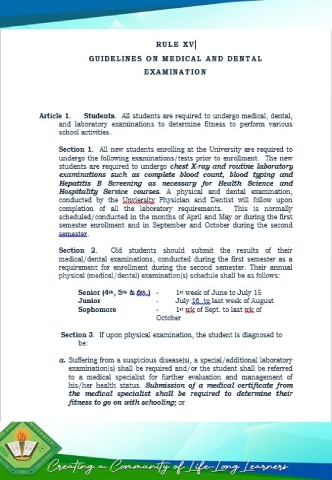 RULE XV
GUIDELINES ON MEDICAL AND DENTAL
EXAMINATION
Article 1. Students. All students are required to undergo medical, dental,
and laboratory examinations to determine fitness to perform various
school activities.
Section 1. All new students enrolling at the University are required to
undergo the following examinations/tests prior to enrollment. The new
students are required to undergo chest X-ray and routine laboratory
examinations such as complete blood count, blood typing and
Hepatitis B Screening as necessary for Health Science and
Hospitality Service courses. A physical and dental examination,
conducted by the Unviersity Physician and Dentist will follow upon
completion of all the laboratory requirements. This is normally
scheduled/conducted in the months of April and May or during the first
semester enrollment and in September and October during the second
semester.
Section 2. Old students should submit the results of their
medical/dental examinations, conducted during the first semester as a
requirement for enrollment during the second semester. Their annual
physical (medical/dental) examination(s) schedule shall be as follows:
Senior (4th, 5th & 6th.) - 1st week of June to July 15
Junior - July 16 to last week of August
Sophomore - 1st wk of Sept. to last wk of
October
Section 3. If upon physical examination, the student is diagnosed to
be:
a. Suffering from a suspicious disease(s), a special/additional laboratory
examination(s) shall be required and/or the student shall be referred
to a medical specialist for further evaluation and management of
his/her health status. Submission of a medical certificate from
the medical specialist shall be required to determine their
fitness to go on with schooling; or
Creating a Community of Life-Long Learners